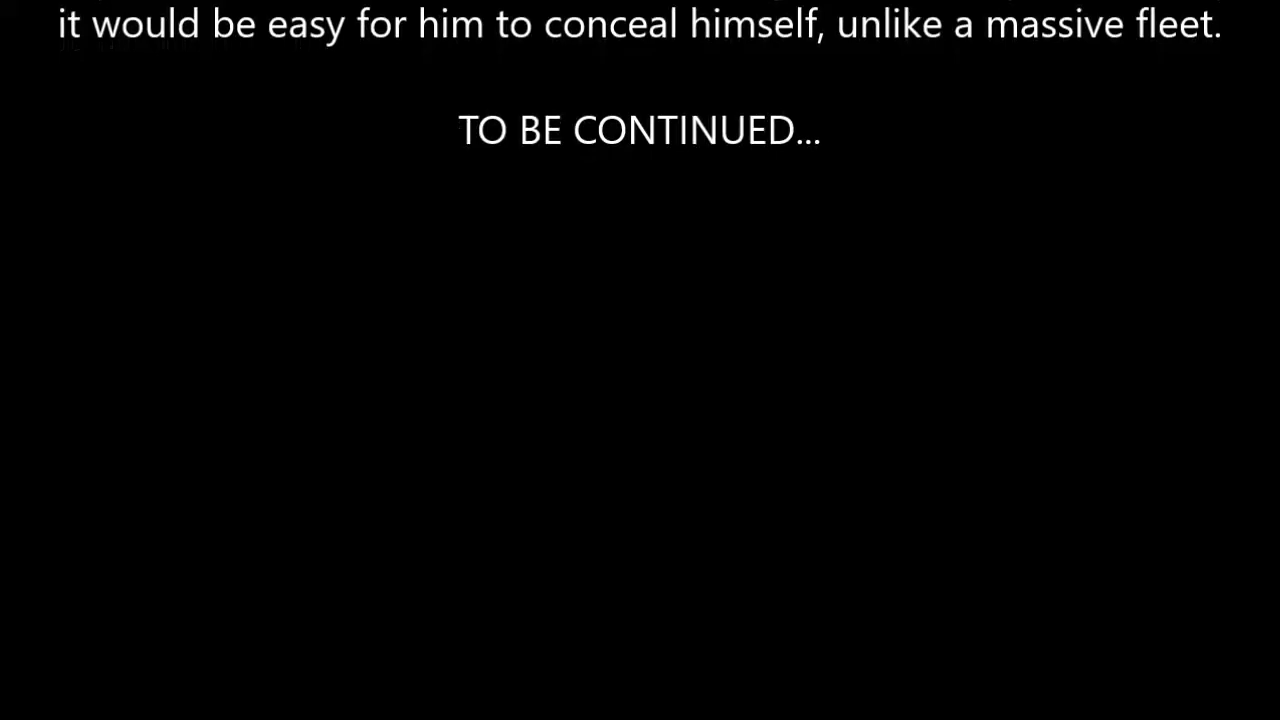 it would be easy for him to conceal himself, unlike a massive fleet.
TO BE CONTINUED...